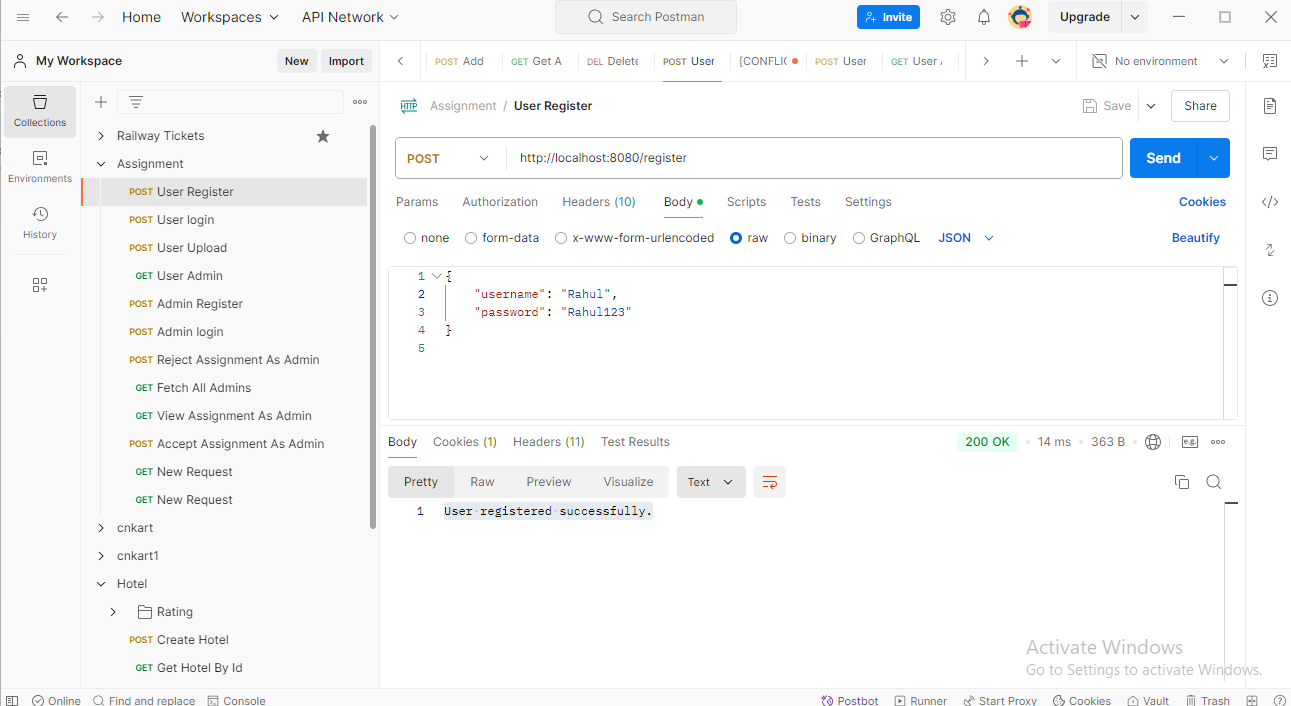 Home Workspaces API Network Search Postman Invite Upgrade
My Workspace New Import POST Add GET Get A DEL Delete POST User [CONFLIC POST User GET User No environment
Collections
Environments
History
Railway Tickets
Assignment
POST User Register
POST User login
POST User Upload
GET User Admin
POST Admin Register
POST Admin login
POST Reject Assignment As Admin
GET Fetch All Admins
GET View Assignment As Admin
POST Accept Assignment As Admin
GET New Request
GET New Request
cnkart
cnkart1
Hotel
Rating
POST Create Hotel
GET Get Hotel By Id
HTTP Assignment / User Register Save Share
POST http://localhost:8080/register Send
Params Authorization Headers (10) Body Scripts Tests Settings Cookies
none form-data x-www-form-urlencoded raw binary GraphQL JSON Beautify
1 {
2 "username": "Rahul",
3 "password": "Rahul123"
4 }
5
Body Cookies (1) Headers (11) Test Results 200 OK 14 ms 363 B e.g.
Pretty Raw Preview Visualize Text
1 User registered successfully.
Activate Windows
Go to Settings to activate Windows.
Online Find and replace Console Postbot Runner Start Proxy Cookies Vault Trash